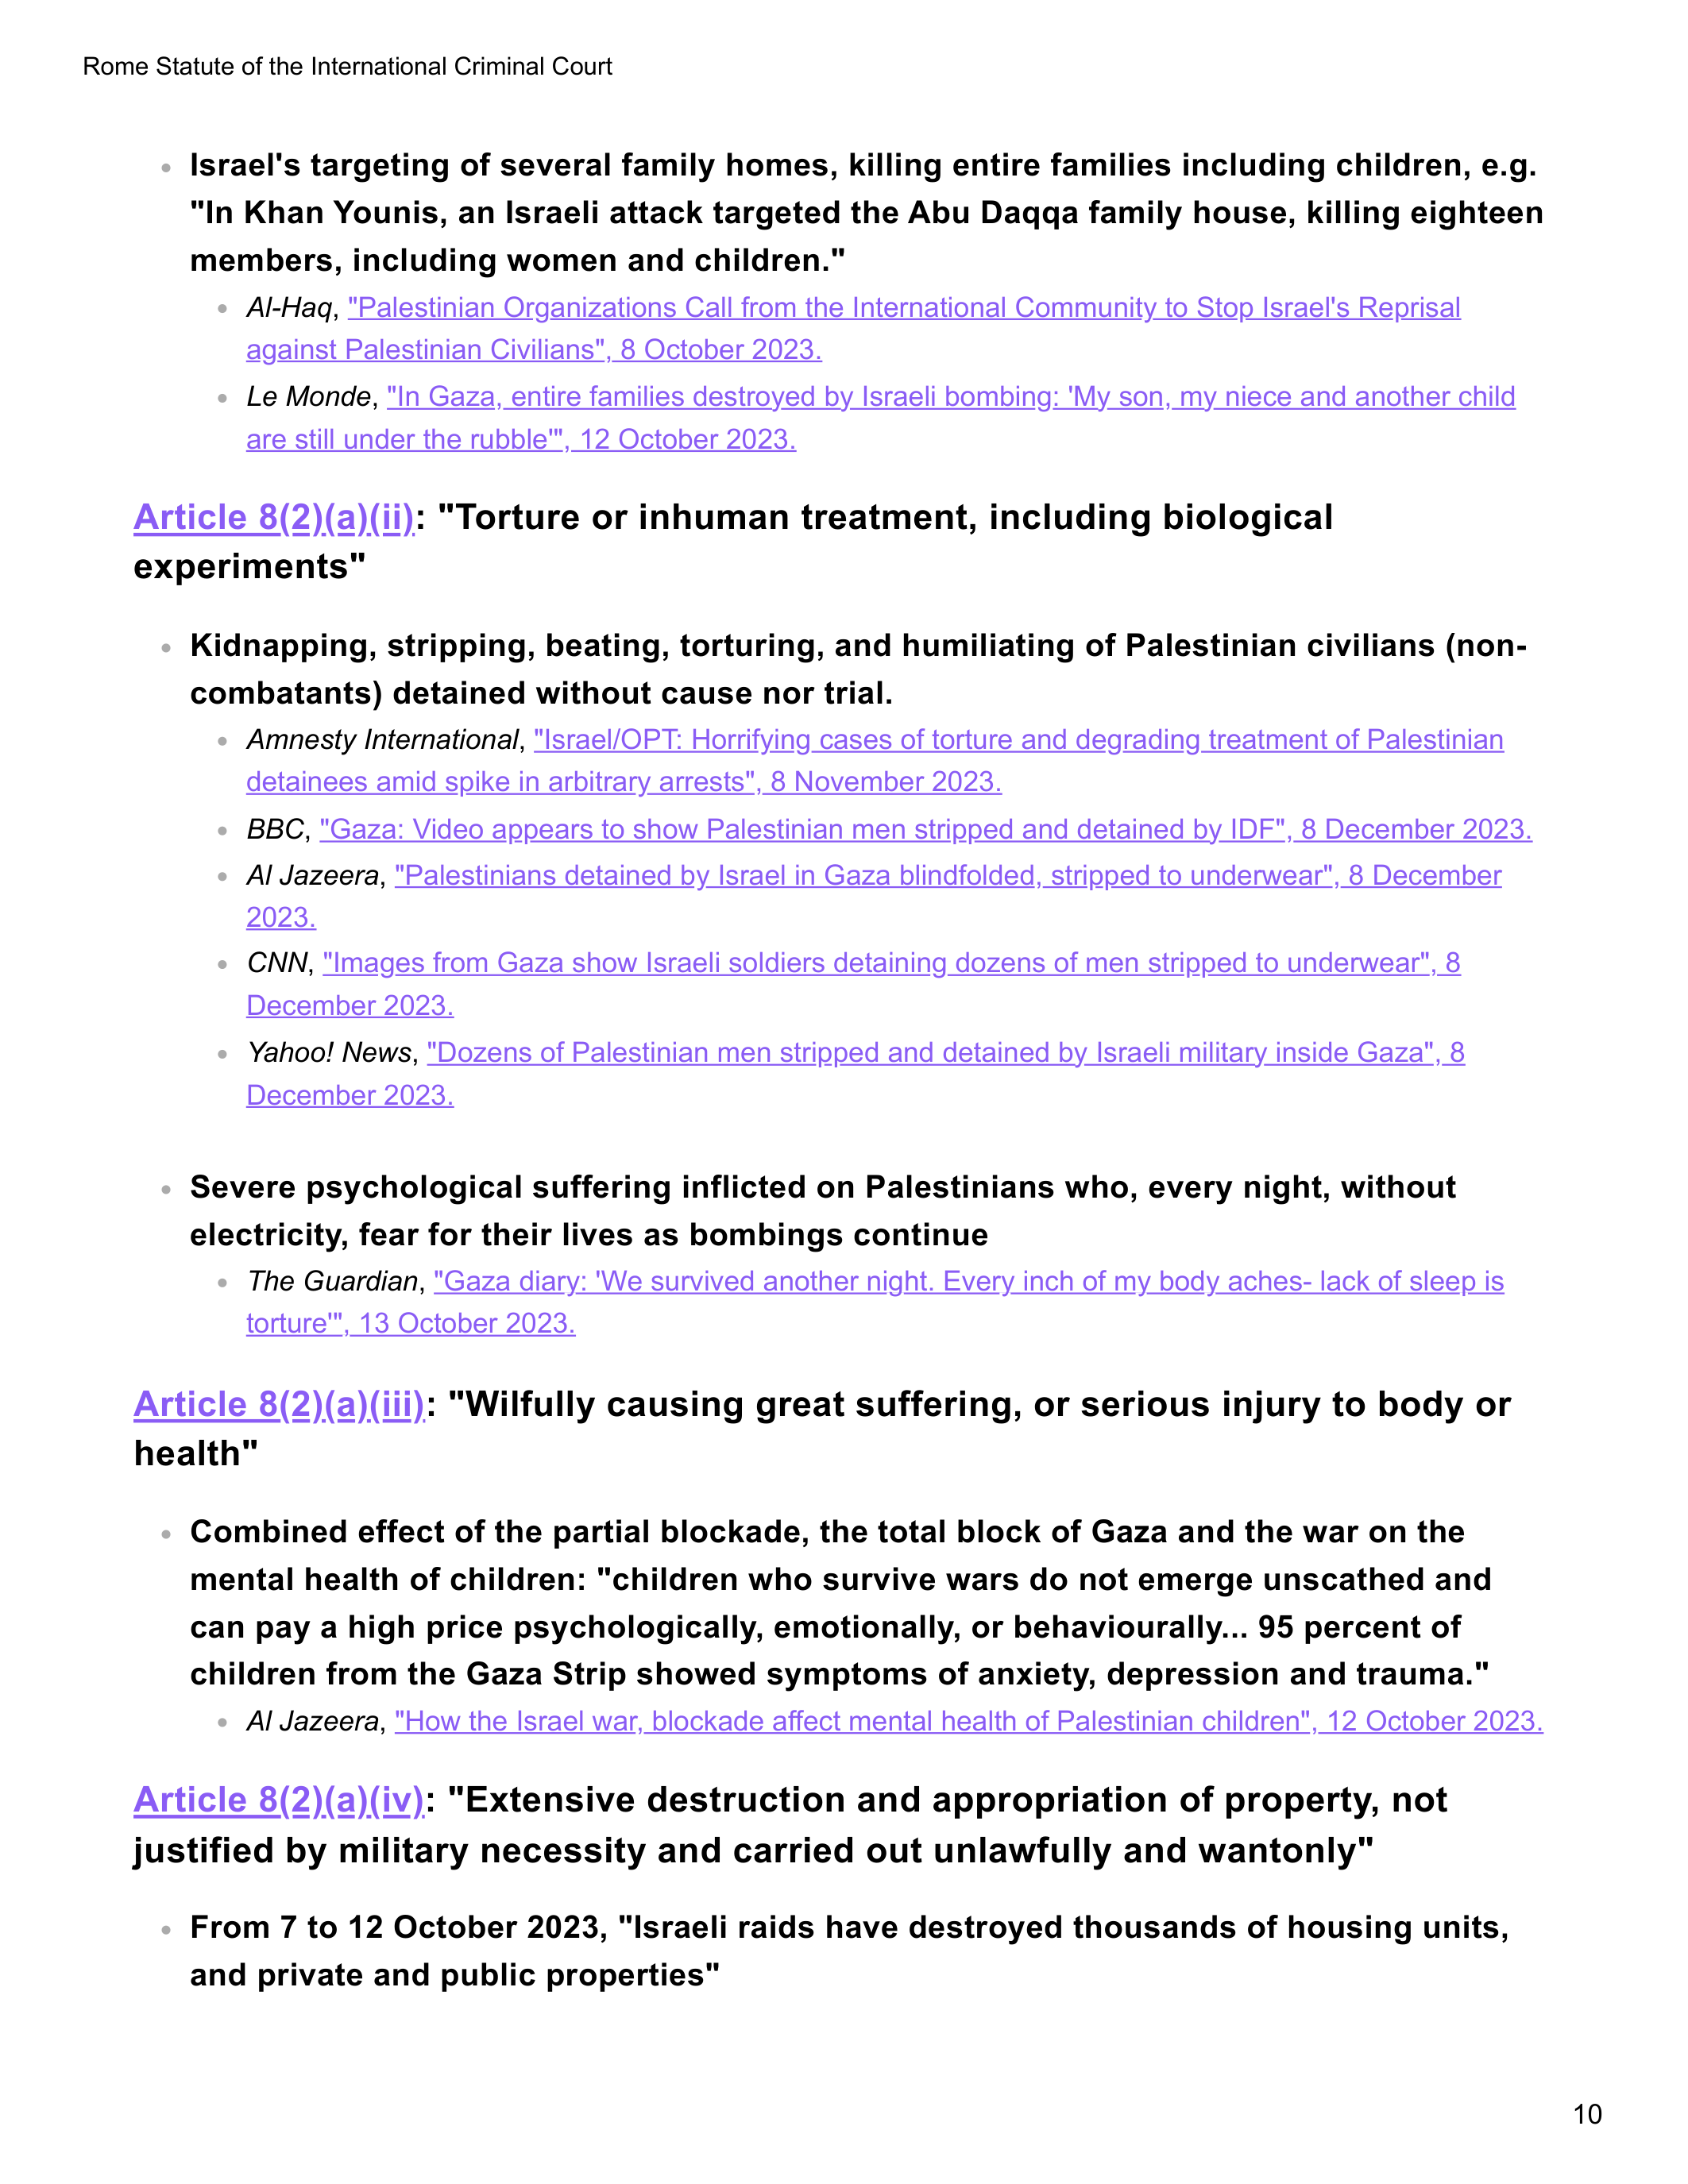 Rome Statute of the International Criminal Court
Israel's targeting of several family homes, killing entire families including children, e.g.
"In Khan Younis, an Israeli attack targeted the Abu Daqqa family house, killing eighteen
members, including women and children."
Al-Haq, "Palestinian Organizations Call from the International Community to Stop Israel's Reprisal
against Palestinian Civilians", 8 October 2023.
Le Monde, "In Gaza, entire families destroyed by Israeli bombing: 'My son, my niece and another child
are still under the rubble'", 12 October 2023.
Article 8(2)(a)(ii): "Torture or inhuman treatment, including biological
experiments"
Kidnapping, stripping, beating, torturing, and humiliating of Palestinian civilians (non-
combatants) detained without cause nor trial.
Amnesty International, "Israel/OPT: Horrifying cases of torture and degrading treatment of Palestinian
detainees amid spike in arbitrary arrests", 8 November 2023.
BBC, "Gaza: Video appears to show Palestinian men stripped and detained by IDF", 8 December 2023.
Al Jazeera, "Palestinians detained by Israel in Gaza blindfolded, stripped to underwear", 8 December
2023.
CNN, "Images from Gaza show Israeli soldiers detaining dozens of men stripped to underwear", 8
December 2023.
Yahoo! News, "Dozens of Palestinian men stripped and detained by Israeli military inside Gaza", 8
December 2023.
Severe psychological suffering inflicted on Palestinians who, every night, without
electricity, fear for their lives as bombings continue
The Guardian, "Gaza diary: 'We survived another night. Every inch of my body aches- lack of sleep is
torture'", 13 October 2023.
Article 8(2)(a)(iii): "Wilfully causing great suffering, or serious injury to body or
health"
Combined effect of the partial blockade, the total block of Gaza and the war on the
mental health of children: "children who survive wars do not emerge unscathed and
can pay a high price psychologically, emotionally, or behaviourally... 95 percent of
children from the Gaza Strip showed symptoms of anxiety, depression and trauma."
Al Jazeera, "How the Israel war, blockade affect mental health of Palestinian children", 12 October 2023.
Article 8(2)(a)(iv): "Extensive destruction and appropriation of property, not
justified by military necessity and carried out unlawfully and wantonly"
From 7 to 12 October 2023, "Israeli raids have destroyed thousands of housing units,
and private and public properties"
10